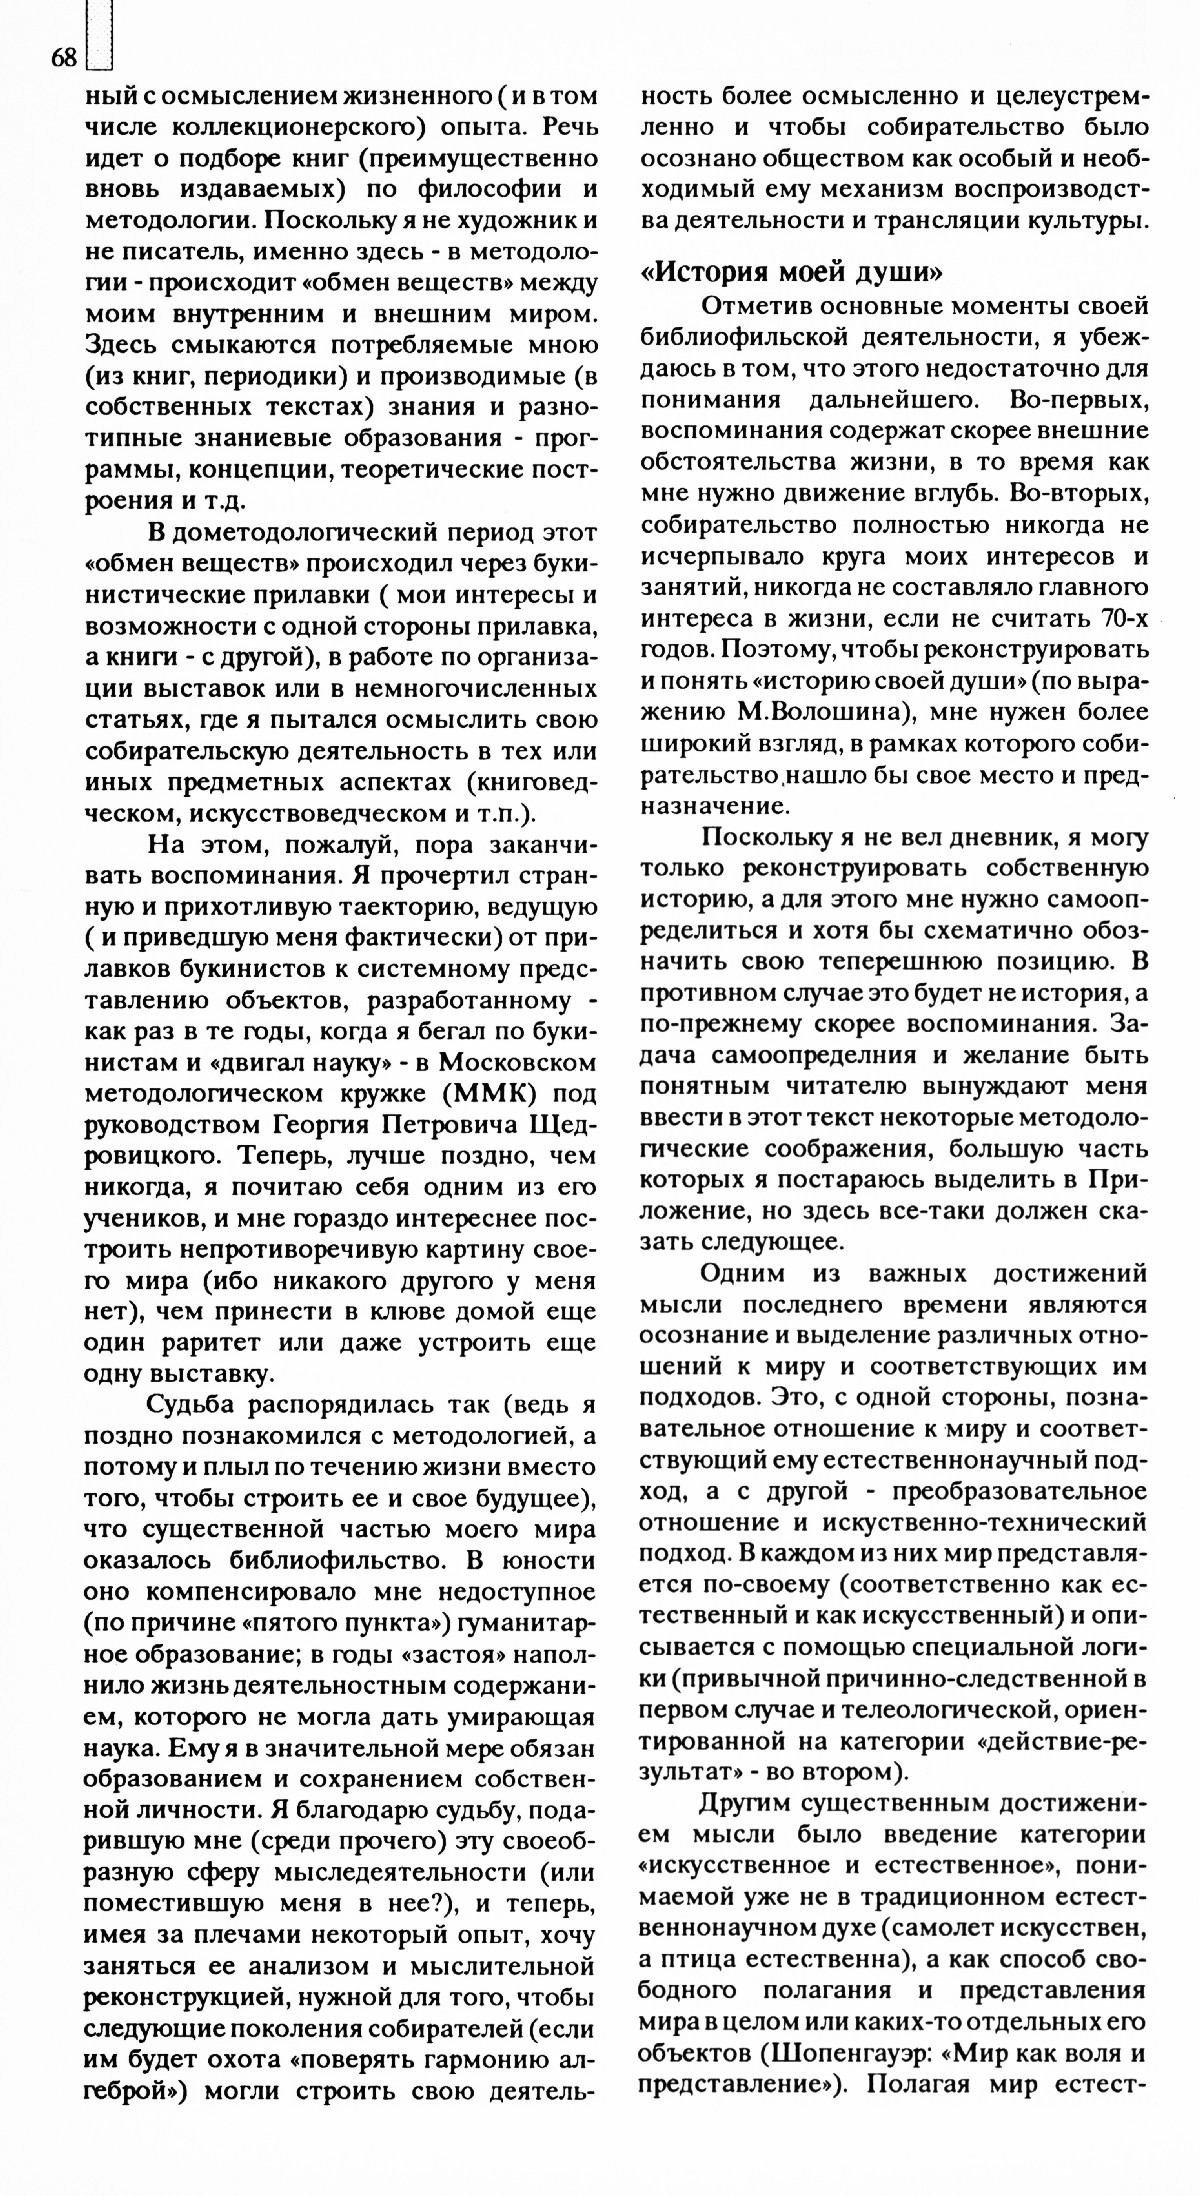 68
ный с осмыслением жизненного ( и в том
числе коллекционерского) опыта. Речь
идет о подборе книг (преимущественно
вновь издаваемых) по философии и
методологии. Поскольку я не художник и
не писатель, именно здесь - в методоло-
гии - происходит «обмен веществ» между
моим внутренним и внешним миром.
Здесь смыкаются потребляемые мною
(из книг, периодики) и производимые (в
собственных текстах) знания и разно-
типные знаниевые образования - прог-
раммы, концепции, теоретические пост-
роения и т.д.
В дометодологический период этот
«обмен веществ» происходил через буки-
нистические прилавки ( мои интересы и
возможности с одной стороны прилавка,
а книги - с другой), в работе по организа-
ции выставок или в немногочисленных
статьях, где я пытался осмыслить свою
собирательскую деятельность в тех или
иных предметных аспектах (книговед-
ческом, искусствоведческом и т.п.).
На этом, пожалуй, пора заканчи-
вать воспоминания. Я прочертил стран-
ную и прихотливую таекторию, ведущую
( и приведшую меня фактически) от при-
лавков букинистов к системному предс-
тавлению объектов, разработанному -
как раз в те годы, когда я бегал по буки-
нистам и «двигал науку» - в Московском
методологическом кружке (ММК) под
руководством Георгия Петровича Щед-
ровицкого. Теперь, лучше поздно, чем
никогда, я почитаю себя одним из его
учеников, и мне гораздо интереснее пос-
троить непротиворечивую картину свое-
го мира (ибо никакого другого у меня
нет), чем принести в клюве домой еще
один раритет или даже устроить еще
одну выставку.
Судьба распорядилась так (ведь я
поздно познакомился с методологией, а
потому и плыл по течению жизни вместо
того, чтобы строить ее и свое будущее),
что существенной частью моего мира
оказалось библиофильство. В юности
оно компенсировало мне недоступное
(по причине «пятого пункта») гуманитар-
ное образование; в годы «застоя» напол-
нило жизнь деятельностным содержани-
ем, которого не могла дать умирающая
наука. Ему я в значительной мере обязан
образованием и сохранением собствен-
ной личности. Я благодарю судьбу, пода-
рившую мне (среди прочего) эту своеоб-
разную сферу мыследеятельности (или
поместившую меня в нее?), и теперь,
имея за плечами некоторый опыт, хочу
заняться ее анализом и мыслительной
реконструкцией, нужной для того, чтобы
следующие поколения собирателей (если
им будет охота «поверять гармонию ал-
геброй») могли строить свою деятель-
ность более осмысленно и целеустрем-
ленно и чтобы собирательство было
осознано обществом как особый и необ-
ходимый ему механизм воспроизводст-
ва деятельности и трансляции культуры.
«История моей души»
Отметив основные моменты своей
библиофильской деятельности, я убеж-
даюсь в том, что этого недостаточно для
понимания дальнейшего. Во-первых,
воспоминания содержат скорее внешние
обстоятельства жизни, в то время как
мне нужно движение вглубь. Во-вторых,
собирательство полностью никогда не
исчерпывало круга моих интересов и
занятий, никогда не составляло главного
интереса в жизни, если не считать 70-х
годов. Поэтому, чтобы реконструировать
и понять «историю своей души» (по выра-
жению М.Волошина), мне нужен более
широкий взгляд, в рамках которого соби-
рательство нашло бы свое место и пред-
назначение.
Поскольку я не вел дневник, я могу
только реконструировать собственную
историю, а для этого мне нужно самооп-
ределиться и хотя бы схематично обоз-
начить свою теперешнюю позицию. В
противном случае это будет не история, а
по-прежнему скорее воспоминания. За-
дача самоопределния и желание быть
понятным читателю вынуждают меня
ввести в этот текст некоторые методоло-
гические соображения, большую часть
которых я постараюсь выделить в При-
ложение, но здесь все-таки должен ска-
зать следующее.
Одним из важных достижений
мысли последнего времени являются
осознание и выделение различных отно-
шений к миру и соответствующих им
подходов. Это, с одной стороны, позна-
вательное отношение к миру и соответ-
ствующий ему естественнонаучный под-
ход, а с другой - преобразовательное
отношение и искуственно-технический
подход. В каждом из них мир представля-
ется по-своему (соответственно как ес-
тественный и как искусственный) и опи-
сывается с помощью специальной логи-
ки (привычной причинно-следственной в
первом случае и телеологической, ориен-
тированной на категории «действие-ре-
зультат» - во втором).
Другим существенным достижени-
ем мысли было введение категории
«искусственное и естественное», пони-
маемой уже не в традиционном естест-
веннонаучном духе (самолет искусствен,
а птица естественна), а как способ сво-
бодного полагания и представления
мира в целом или каких-то отдельных его
объектов (Шопенгауэр: «Мир как воля и
представление»). Полагая мир естест-